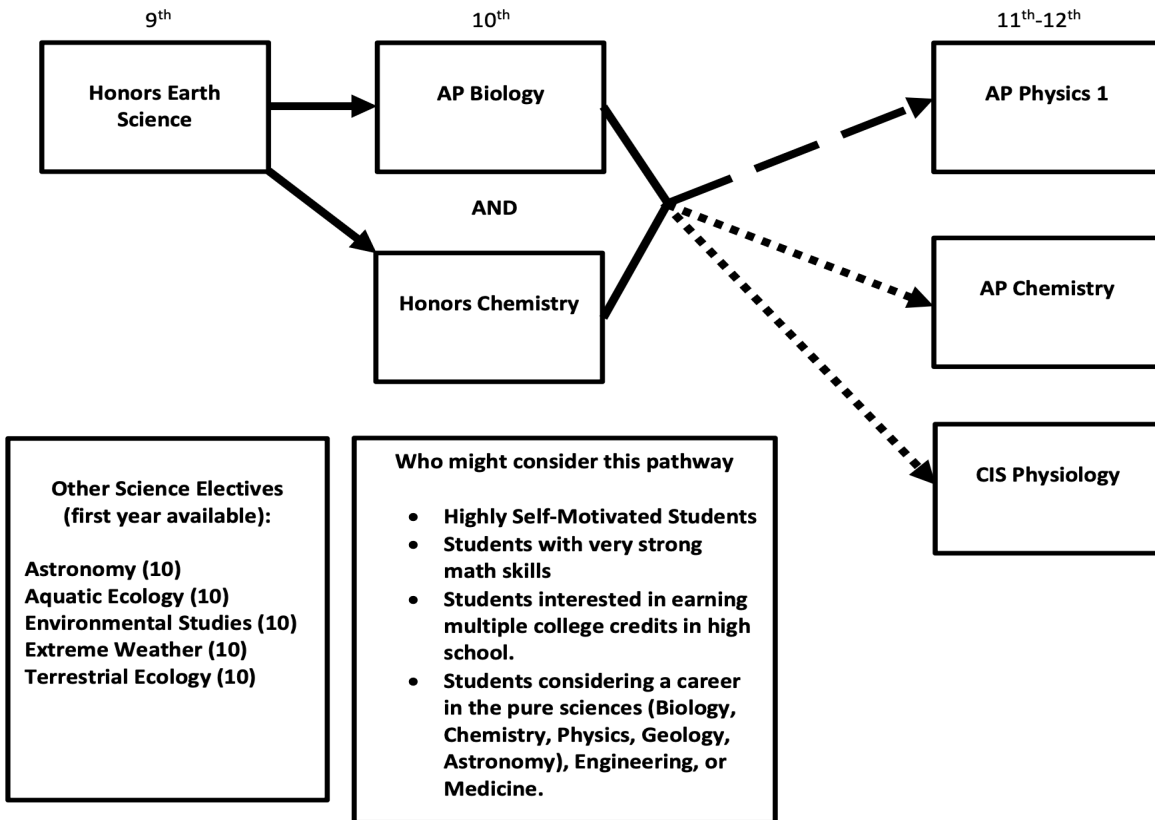 9th
10th
11th-12th
Honors Earth
Science
AP Biology
AP Physics 1
AND
Honors Chemistry
AP Chemistry
CIS Physiology
Other Science Electives
(first year available):
Astronomy (10)
Aquatic Ecology (10)
Environmental Studies (10)
Extreme Weather (10)
Terrestrial Ecology (10)
Who might consider this pathway
• Highly Self-Motivated Students
• Students with very strong
math skills
• Students interested in earning
multiple college credits in high
school.
• Students considering a career
in the pure sciences (Biology,
Chemistry, Physics, Geology,
Astronomy), Engineering, or
Medicine.